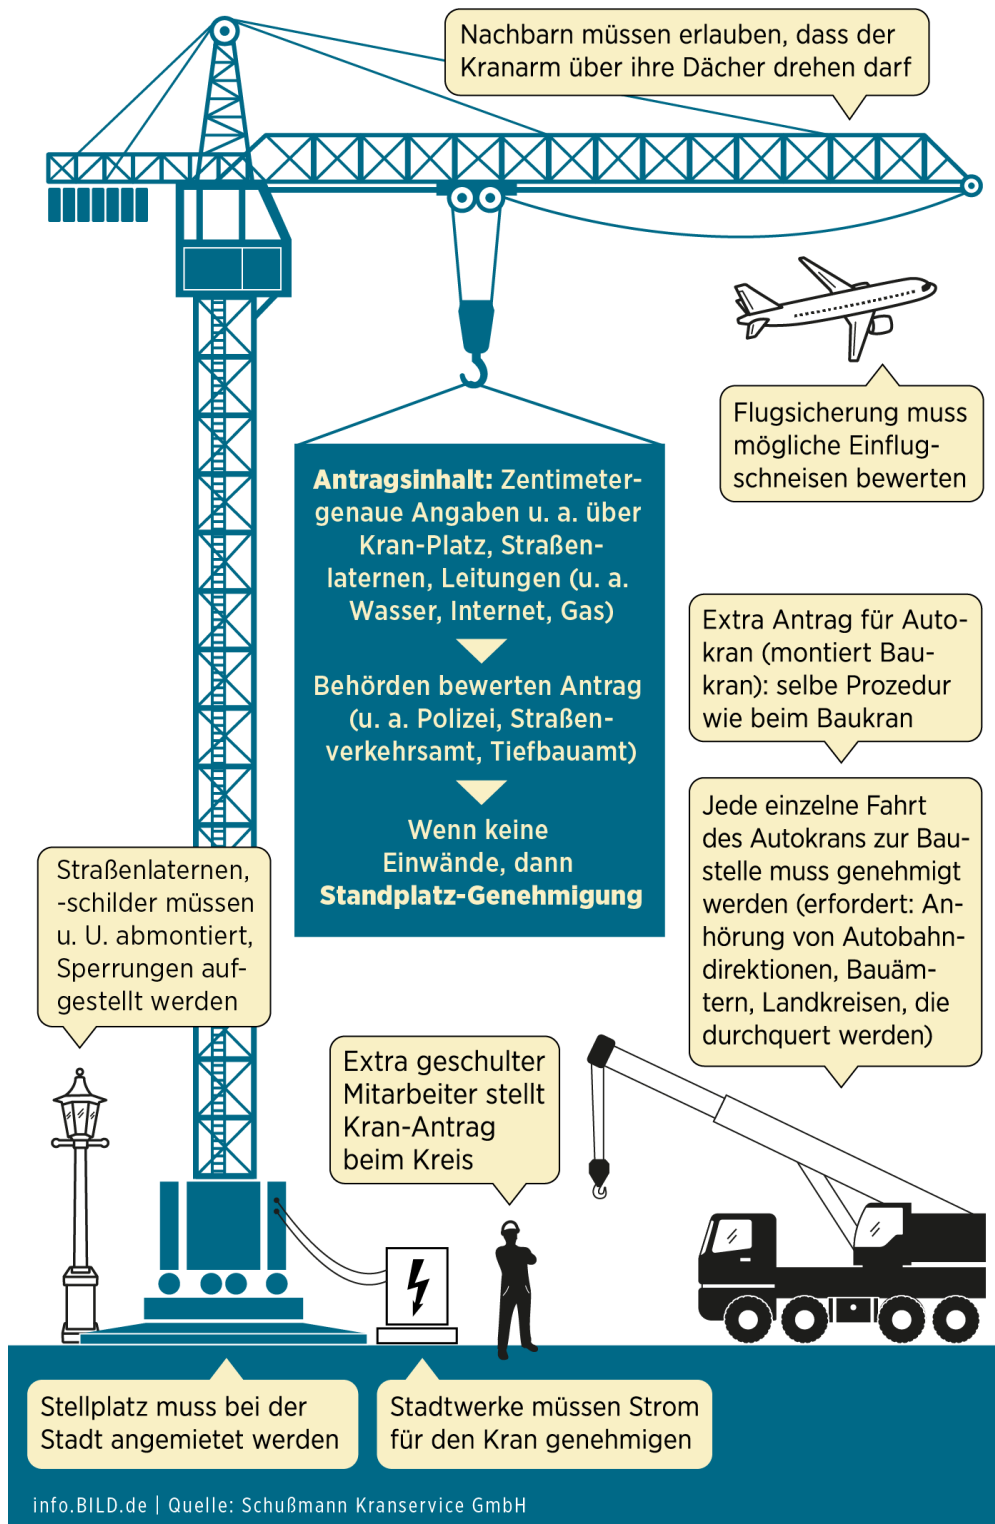 Nachbarn müssen erlauben, dass der
Kranarm über ihre Dächer drehen darf
Flugsicherung muss
mögliche Einflug-
schneisen bewerten
Antragsinhalt: Zentimeter-
genaue Angaben u. a. über
Kran-Platz, Straßen-
laternen, Leitungen (u. a.
Wasser, Internet, Gas)
Behörden bewerten Antrag
(u. a. Polizei, Straßen-
verkehrsamt, Tiefbauamt)
Wenn keine
Einwände, dann
Standplatz-Genehmigung
Extra Antrag für Auto-
kran (montiert Bau-
kran): selbe Prozedur
wie beim Baukran
Jede einzelne Fahrt
des Autokrans zur Bau-
stelle muss genehmigt
werden (erfordert: An-
hörung von Autobahn-
direktionen, Bauäm-
tern, Landkreisen, die
durchquert werden)
Straßenlaternen,
-schilder müssen
u. U. abmontiert,
Sperrungen auf-
gestellt werden
Extra geschulter
Mitarbeiter stellt
Kran-Antrag
beim Kreis
Stellplatz muss bei der
Stadt angemietet werden
Stadtwerke müssen Strom
für den Kran genehmigen
info.BILD.de | Quelle: Schußmann Kranservice GmbH